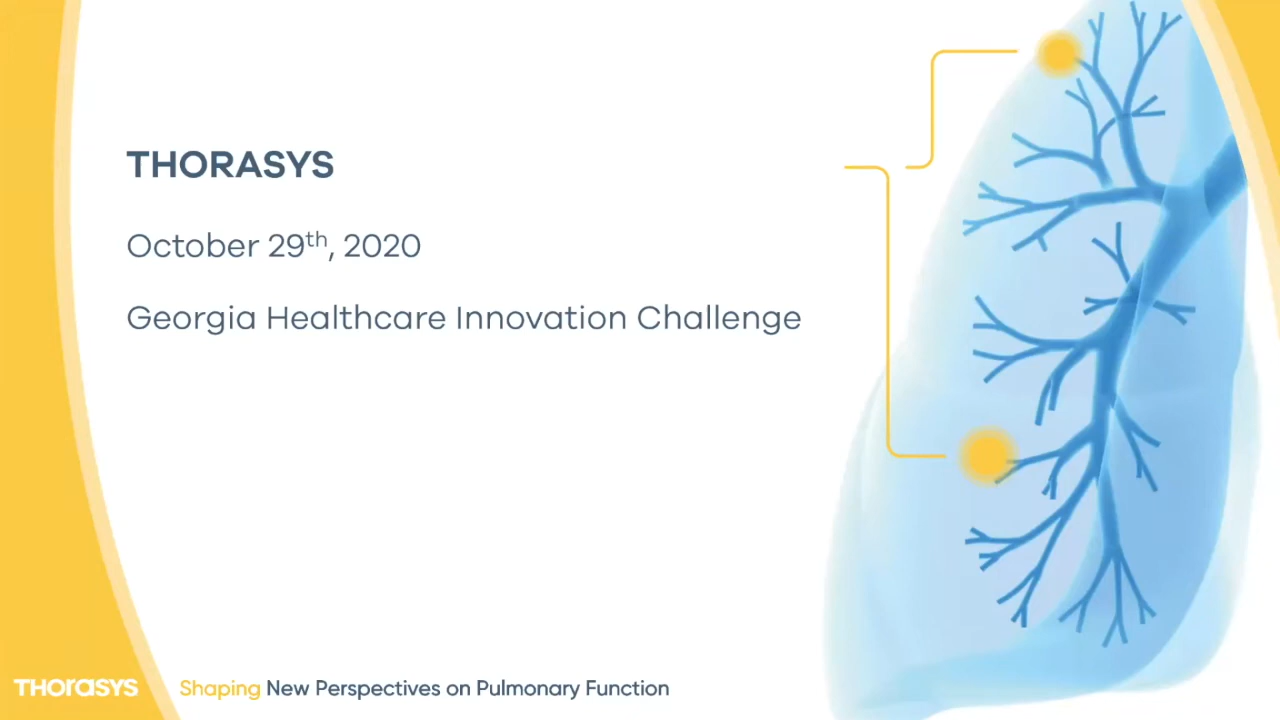 THORASYS
October 29th, 2020
Georgia Healthcare Innovation Challenge
THORASYS
Shaping New Perspectives on Pulmonary Function